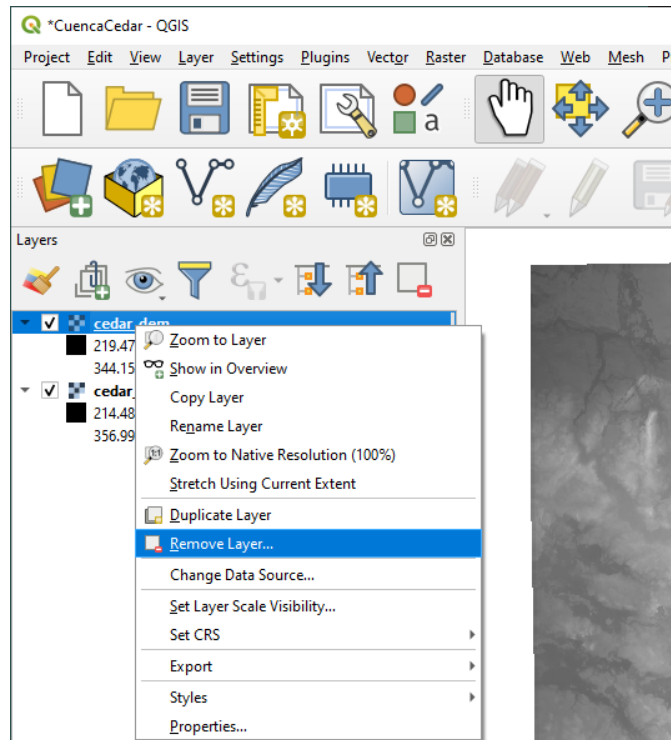 *CuencaCedar - QGIS
Project Edit View Layer Settings Plugins Vector Raster Database Web Mesh P
a
Layers
cedar_dem
219.47
344.15
cedar_
214.48
356.99
Zoom to Layer
Show in Overview
Copy Layer
Rename Layer
1:1 Zoom to Native Resolution (100%)
Stretch Using Current Extent
Duplicate Layer
Remove Layer...
Change Data Source...
Set Layer Scale Visibility...
Set CRS
Export
Styles
Properties...